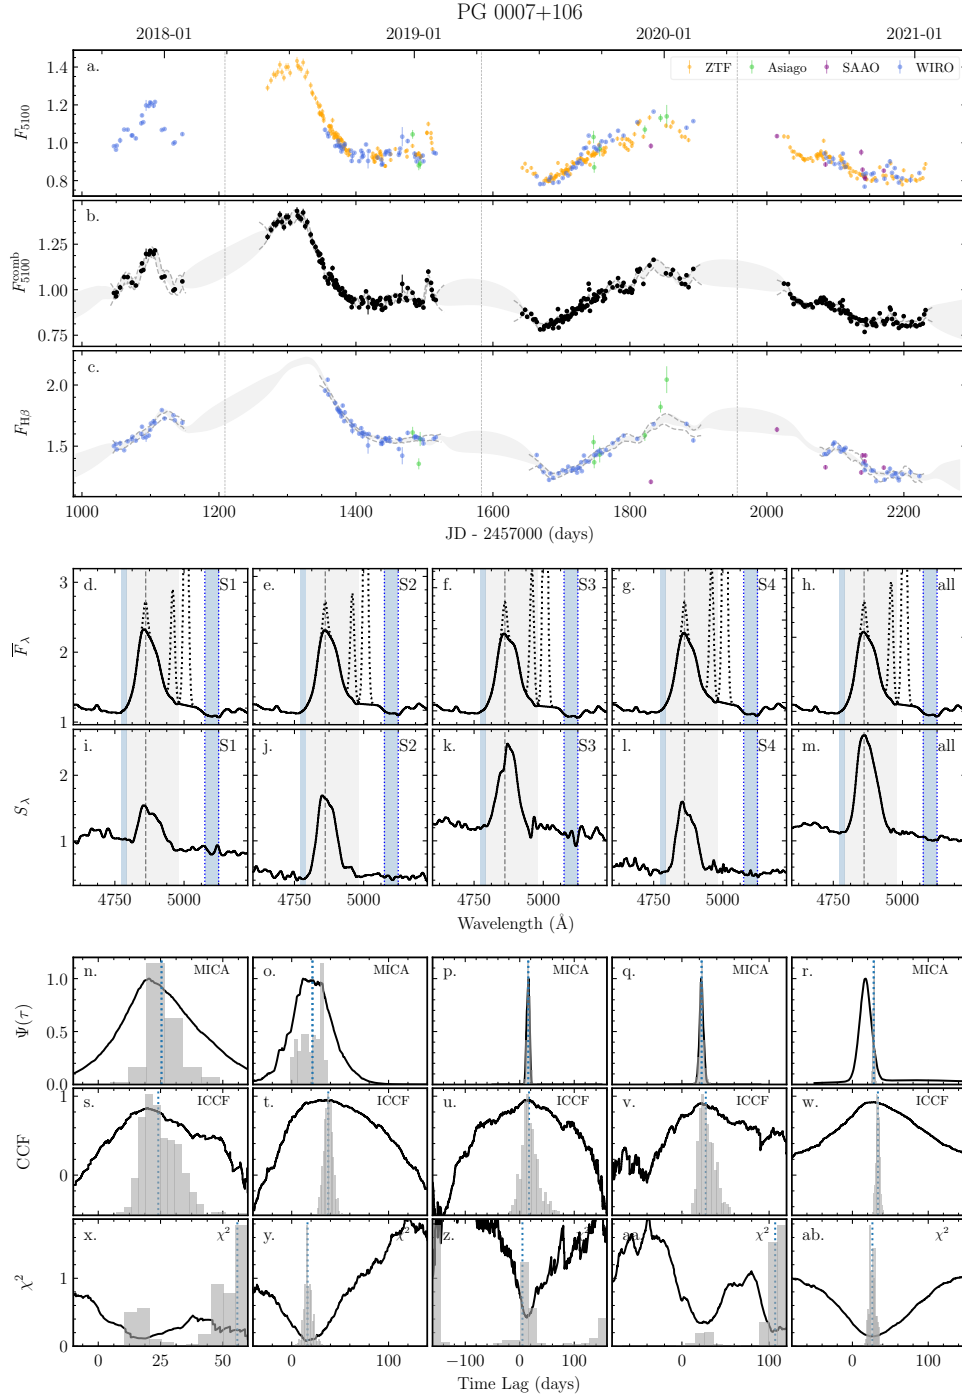 PG 0007+106
2018-01 2019-01 2020-01 2021-01
a. ZTF Asiago SAAO WIRO
F5100
1.4
1.2
1.0
0.8
b.
F5100comb
1.25
1.00
0.75
c.
FHβ
2.0
1.5
1000 1200 1400 1600 1800 2000 2200
JD - 2457000 (days)
d. S1 e. S2 f. S3 g. S4 h. all
F̅λ
3
2
1
i. S1 j. S2 k. S3 l. S4 m. all
Sλ
2
1
4750 5000 4750 5000 4750 5000 4750 5000 4750 5000
Wavelength (Å)
n. MICA o. MICA p. MICA q. MICA r. MICA
Ψ(τ)
1.0
0.5
0.0
s. ICCF t. ICCF u. ICCF v. ICCF w. ICCF
CCF
1
0
x. χ² y. χ² z. aa. χ² ab. χ²
χ²
1
0
0 25 50 0 100 −100 0 100 0 100 0 100
Time Lag (days)